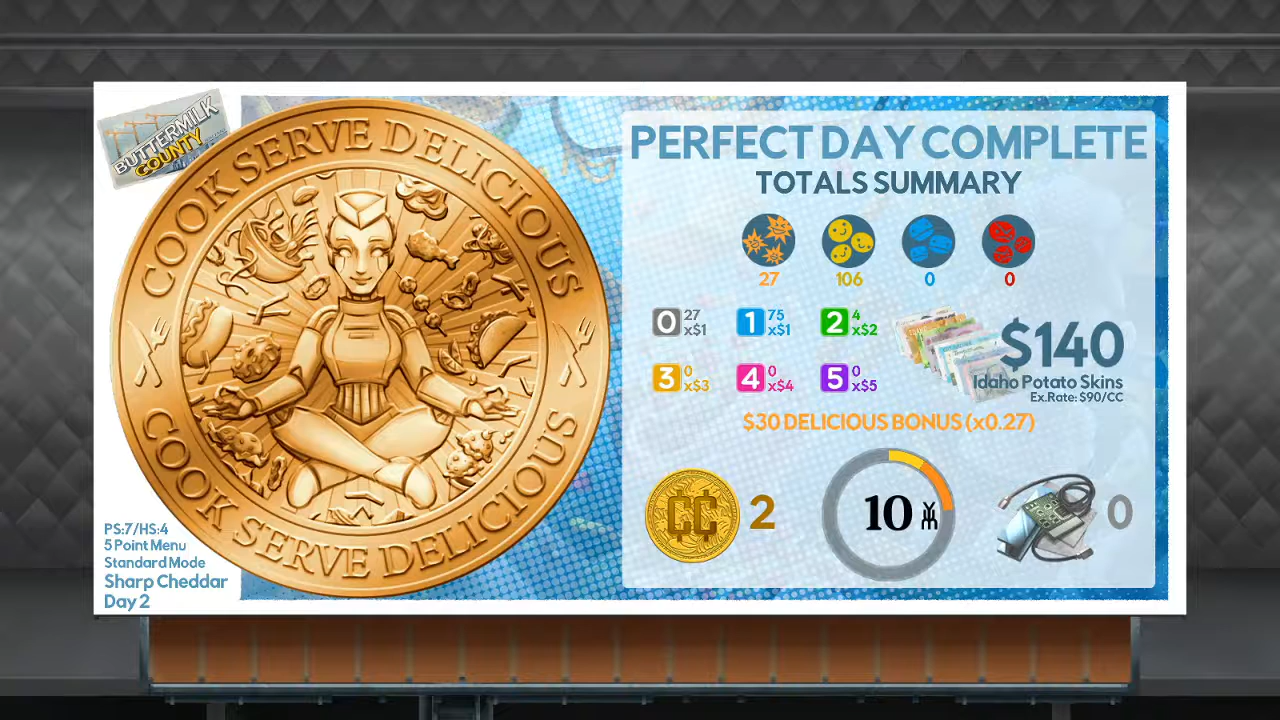 BUTTERMILK
COUNTY
COOK SERVE DELICIOUS
COOK SERVE DELICIOUS
PS:7/HS:4
5 Point Menu
Standard Mode
Sharp Cheddar
Day 2
PERFECT DAY COMPLETE
TOTALS SUMMARY
27 106 0 0
0 27 x$1 1 75 x$1 2 4 x$2
3 0 x$3 4 0 x$4 5 0 x$5
$140
Idaho Potato Skins
Ex.Rate: $90/CC
$30 DELICIOUS BONUS (x0.27)
CC 2 10 0